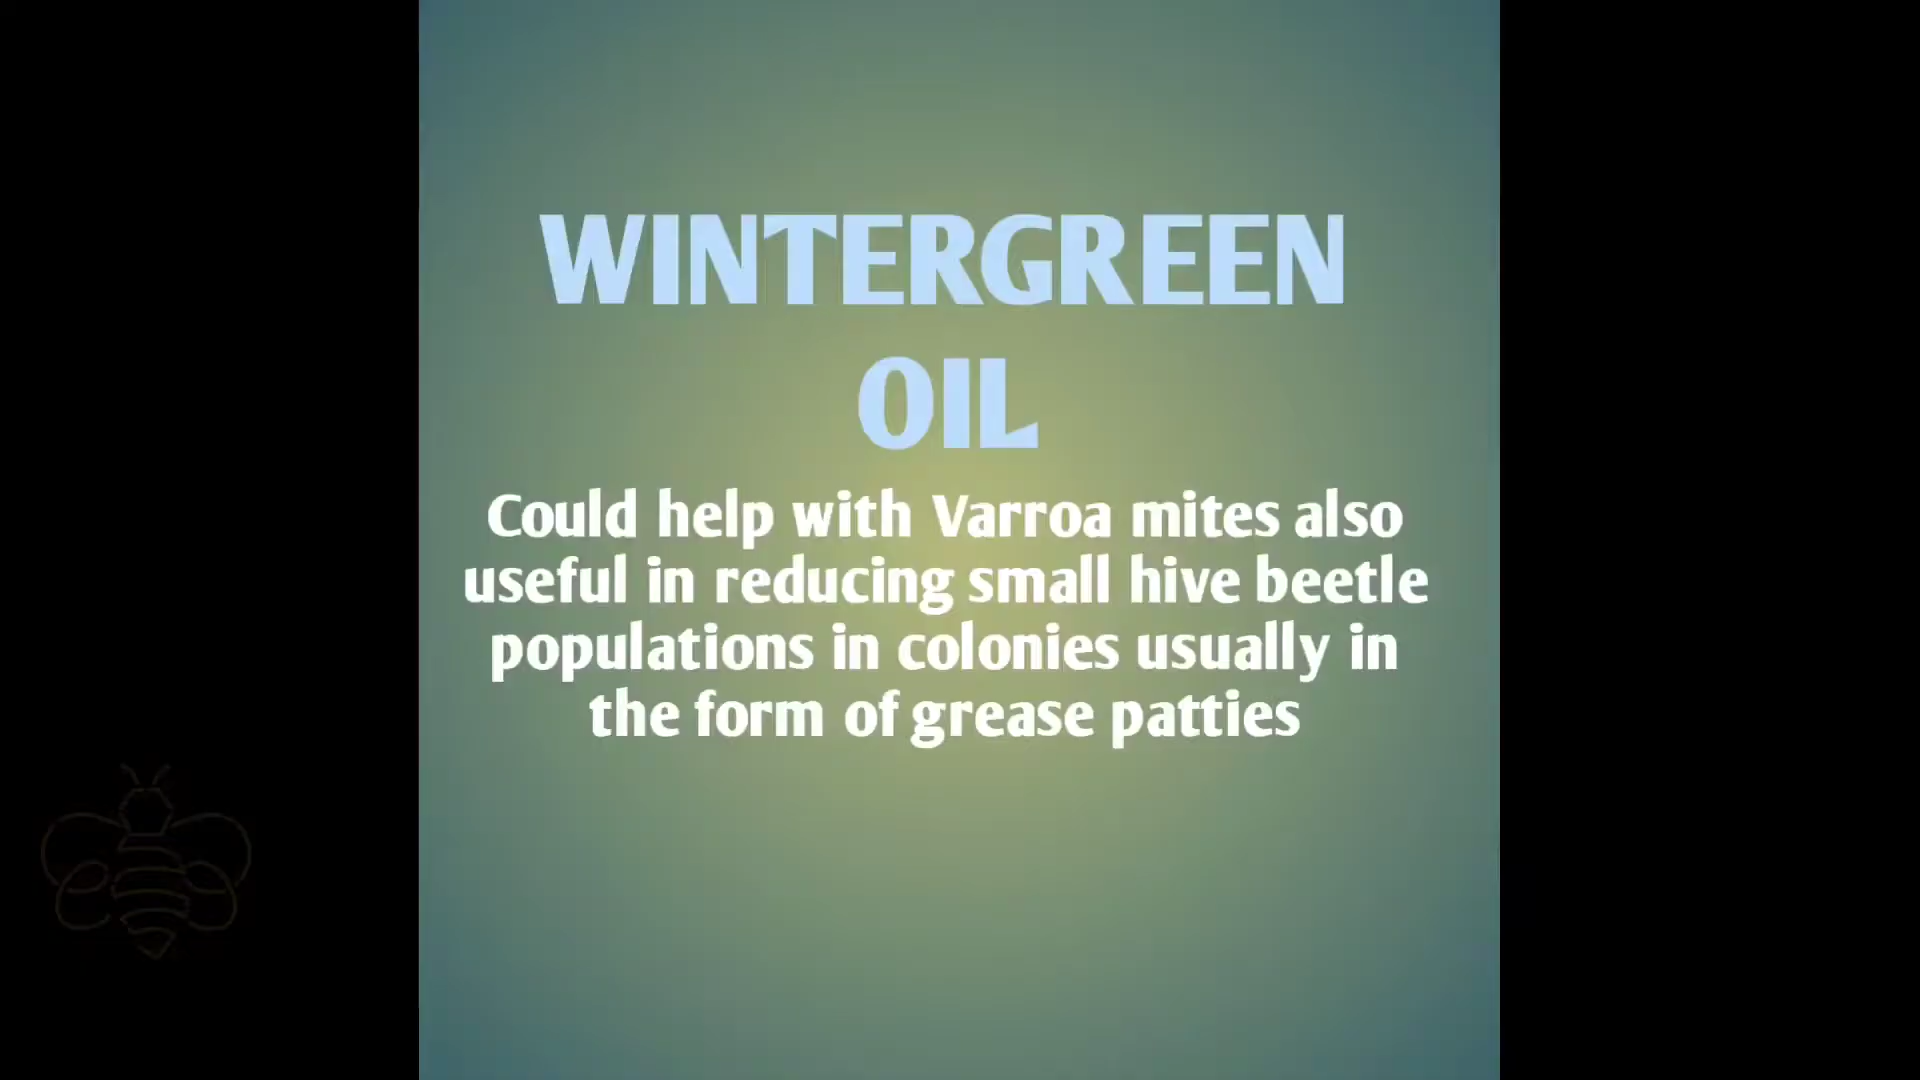 WINTERGREEN
OIL
Could help with Varroa mites also
useful in reducing small hive beetle
populations in colonies usually in
the form of grease patties